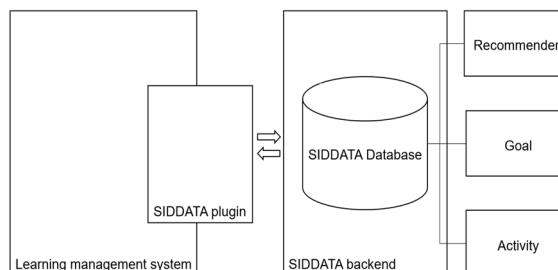 Recommender
SIDDATA Database
Goal
SIDDATA plugin
Activity
Learning management system
SIDDATA backend